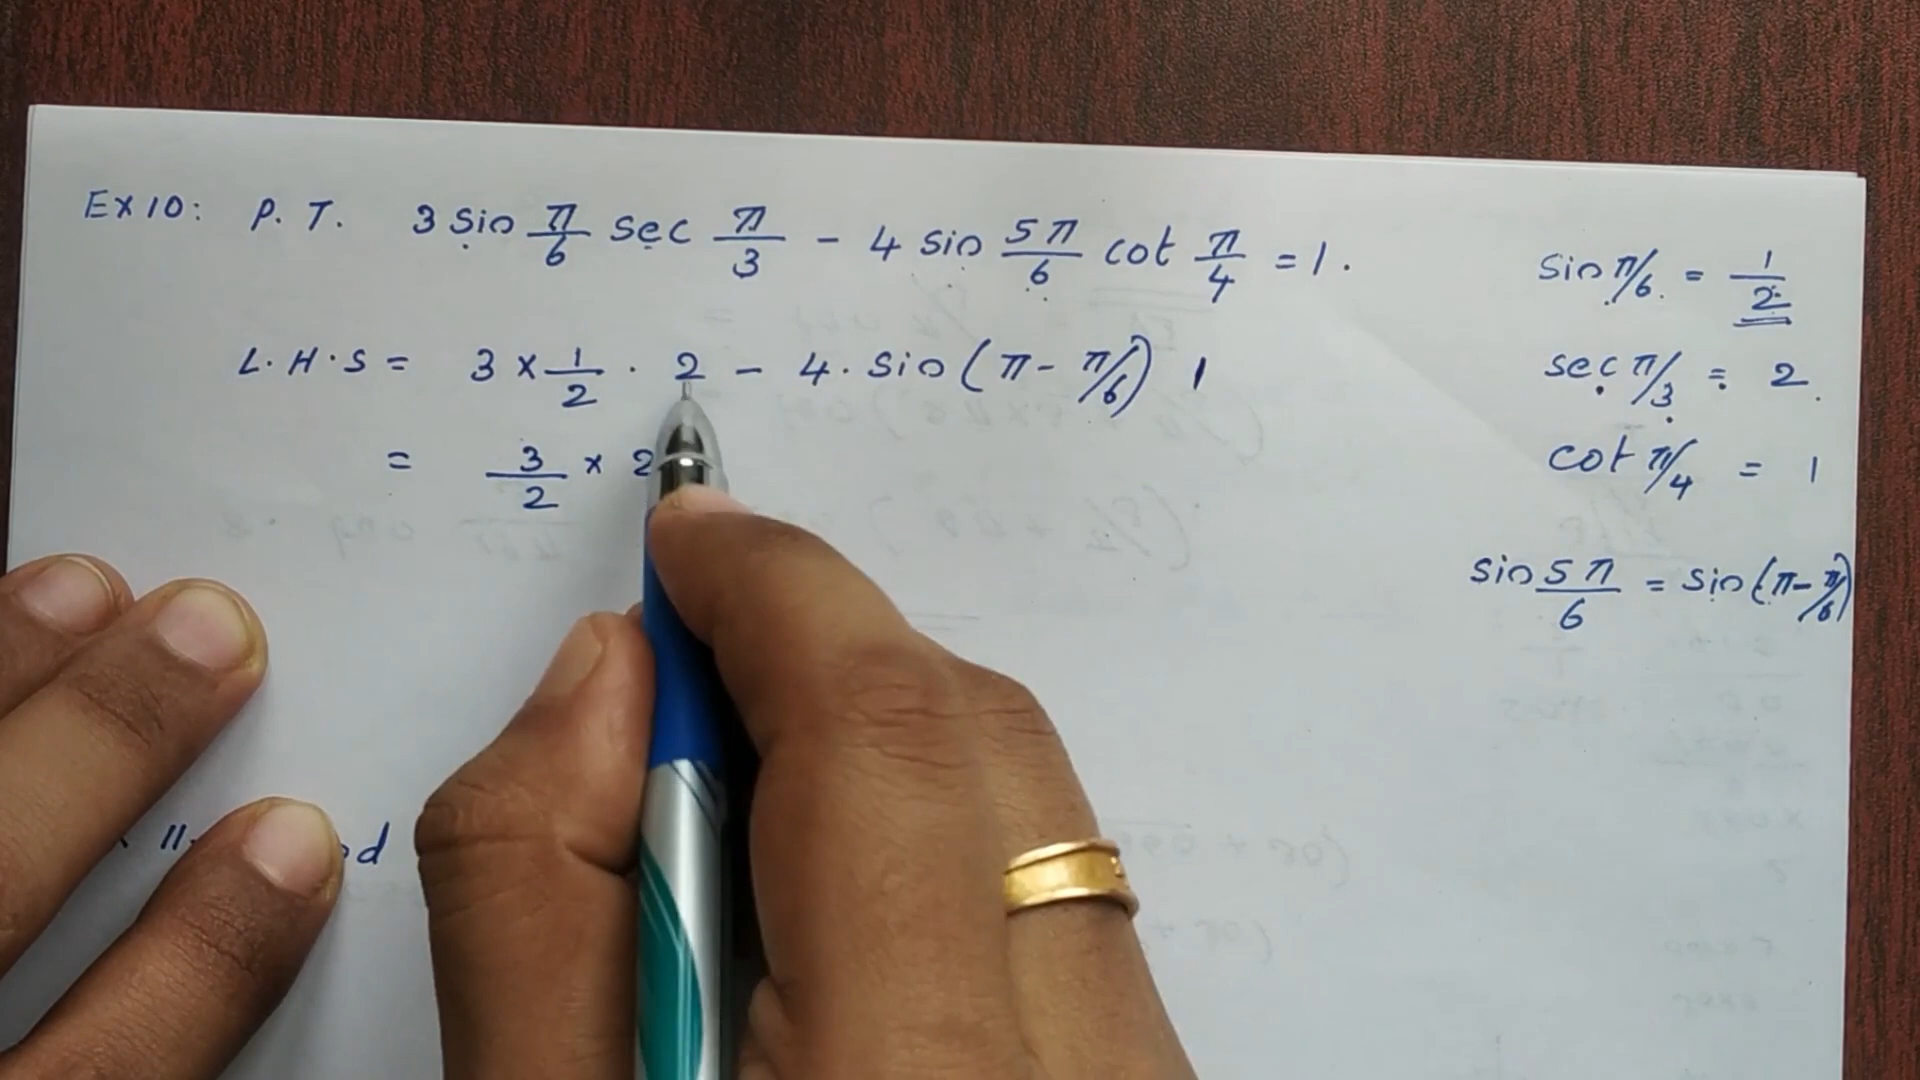 Ex 10: P. T. 3 sin π/6 sec π/3 - 4 sin 5π/6 cot π/4 = 1.
L.H.S = 3 × 1/2 · 2 - 4 · sin (π - π/6) 1
= 3/2 × 2
11
sin π/6 = 1/2
sec π/3 = 2
cot π/4 = 1
sin 5π/6 = sin (π - π/6)